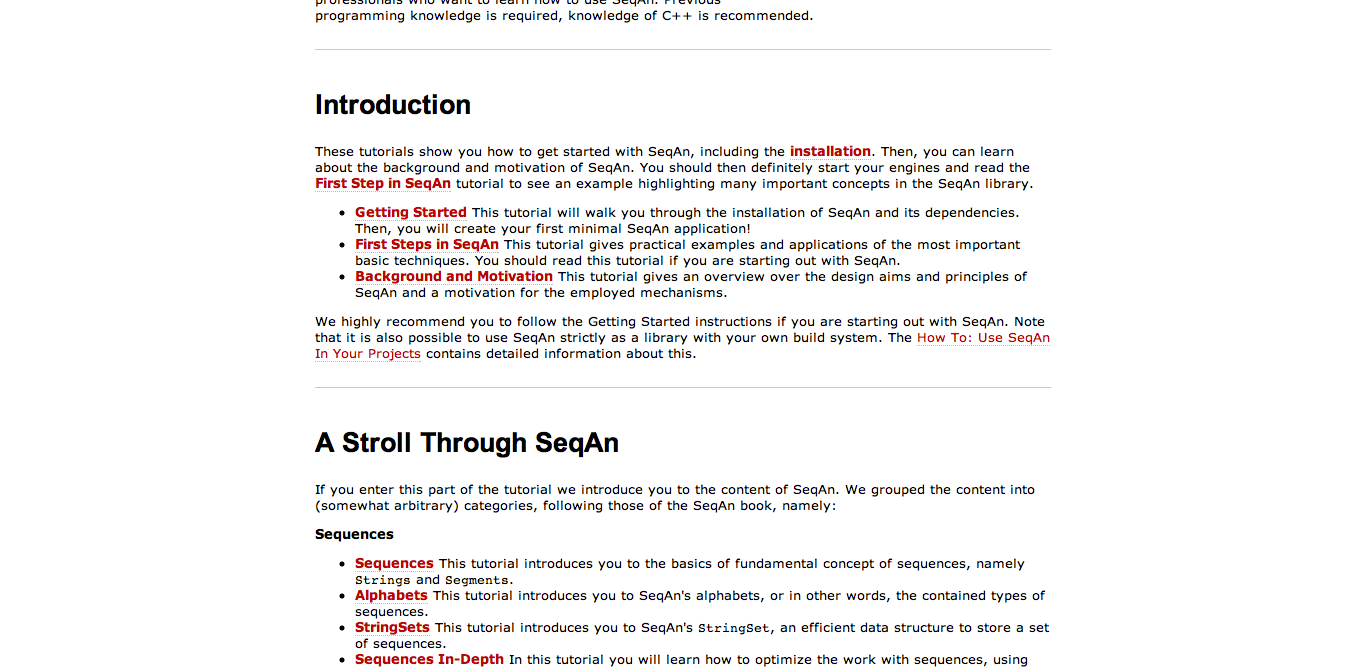 professionals who want to learn how to use SeqAn. Previous
programming knowledge is required, knowledge of C++ is recommended.
Introduction
These tutorials show you how to get started with SeqAn, including the installation. Then, you can learn
about the background and motivation of SeqAn. You should then definitely start your engines and read the
First Step in SeqAn tutorial to see an example highlighting many important concepts in the SeqAn library.
• Getting Started This tutorial will walk you through the installation of SeqAn and its dependencies.
Then, you will create your first minimal SeqAn application!
• First Steps in SeqAn This tutorial gives practical examples and applications of the most important
basic techniques. You should read this tutorial if you are starting out with SeqAn.
• Background and Motivation This tutorial gives an overview over the design aims and principles of
SeqAn and a motivation for the employed mechanisms.
We highly recommend you to follow the Getting Started instructions if you are starting out with SeqAn. Note
that it is also possible to use SeqAn strictly as a library with your own build system. The How To: Use SeqAn
In Your Projects contains detailed information about this.
A Stroll Through SeqAn
If you enter this part of the tutorial we introduce you to the content of SeqAn. We grouped the content into
(somewhat arbitrary) categories, following those of the SeqAn book, namely:
Sequences
• Sequences This tutorial introduces you to the basics of fundamental concept of sequences, namely
Strings and Segments.
• Alphabets This tutorial introduces you to SeqAn's alphabets, or in other words, the contained types of
sequences.
• StringSets This tutorial introduces you to SeqAn's StringSet, an efficient data structure to store a set
of sequences.
• Sequences In-Depth In this tutorial you will learn how to optimize the work with sequences, using